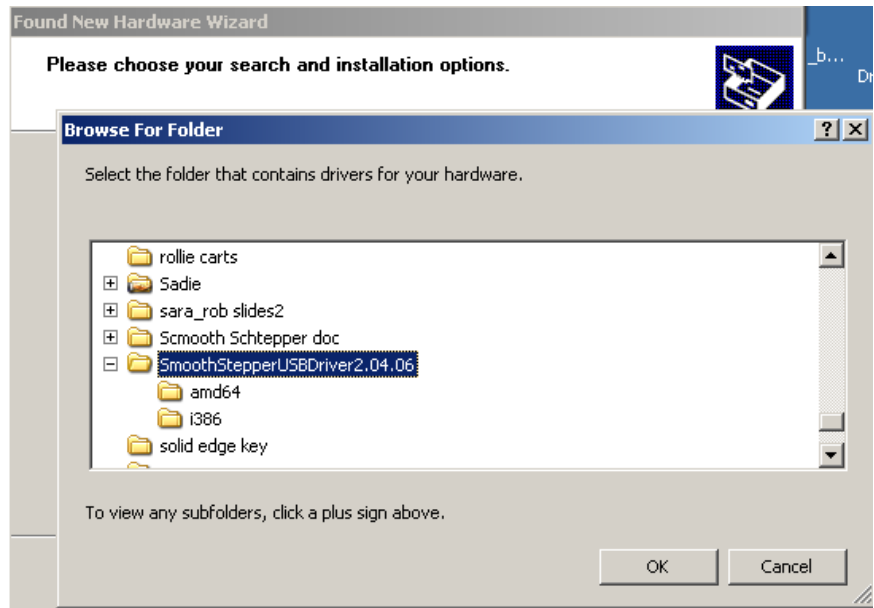 Found New Hardware Wizard
Please choose your search and installation options.
_b...
Dr
Browse For Folder
Select the folder that contains drivers for your hardware.
rollie carts
Sadie
sara_rob slides2
Scmooth Schtepper doc
SmoothStepperUSBDriver2.04.06
amd64
i386
solid edge key
To view any subfolders, click a plus sign above.
OK Cancel